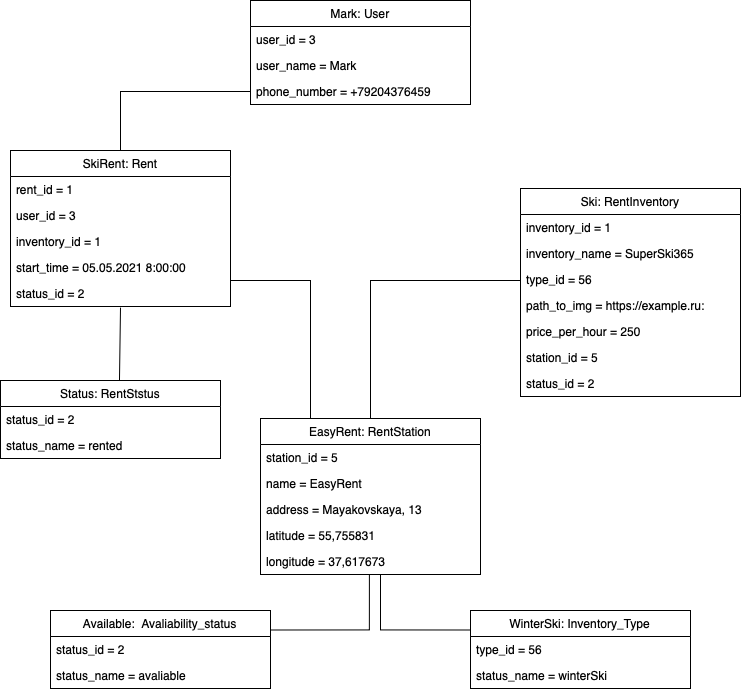 Mark: User
user_id = 3
user_name = Mark
phone_number = +79204376459
SkiRent: Rent
rent_id = 1
user_id = 3
inventory_id = 1
start_time = 05.05.2021 8:00:00
status_id = 2
Ski: RentInventory
inventory_id = 1
inventory_name = SuperSki365
type_id = 56
path_to_img = https://example.ru:
price_per_hour = 250
station_id = 5
status_id = 2
Status: RentStstus
status_id = 2
status_name = rented
EasyRent: RentStation
station_id = 5
name = EasyRent
address = Mayakovskaya, 13
latitude = 55,755831
longitude = 37,617673
Available: Avaliability_status
status_id = 2
status_name = avaliable
WinterSki: Inventory_Type
type_id = 56
status_name = winterSki